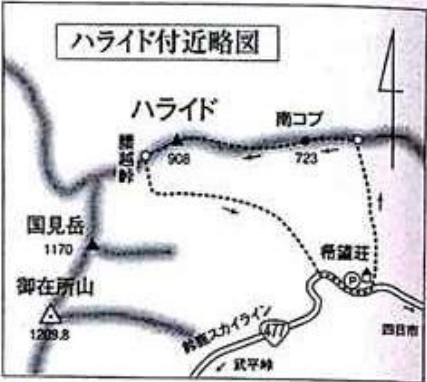 ハライド付近略図
ハライド
南コブ
腰越峠
908
723
国見岳
1170
希望荘
P
御在所山
1209.8
鈴鹿スカイライン
477
四日市
武平峠